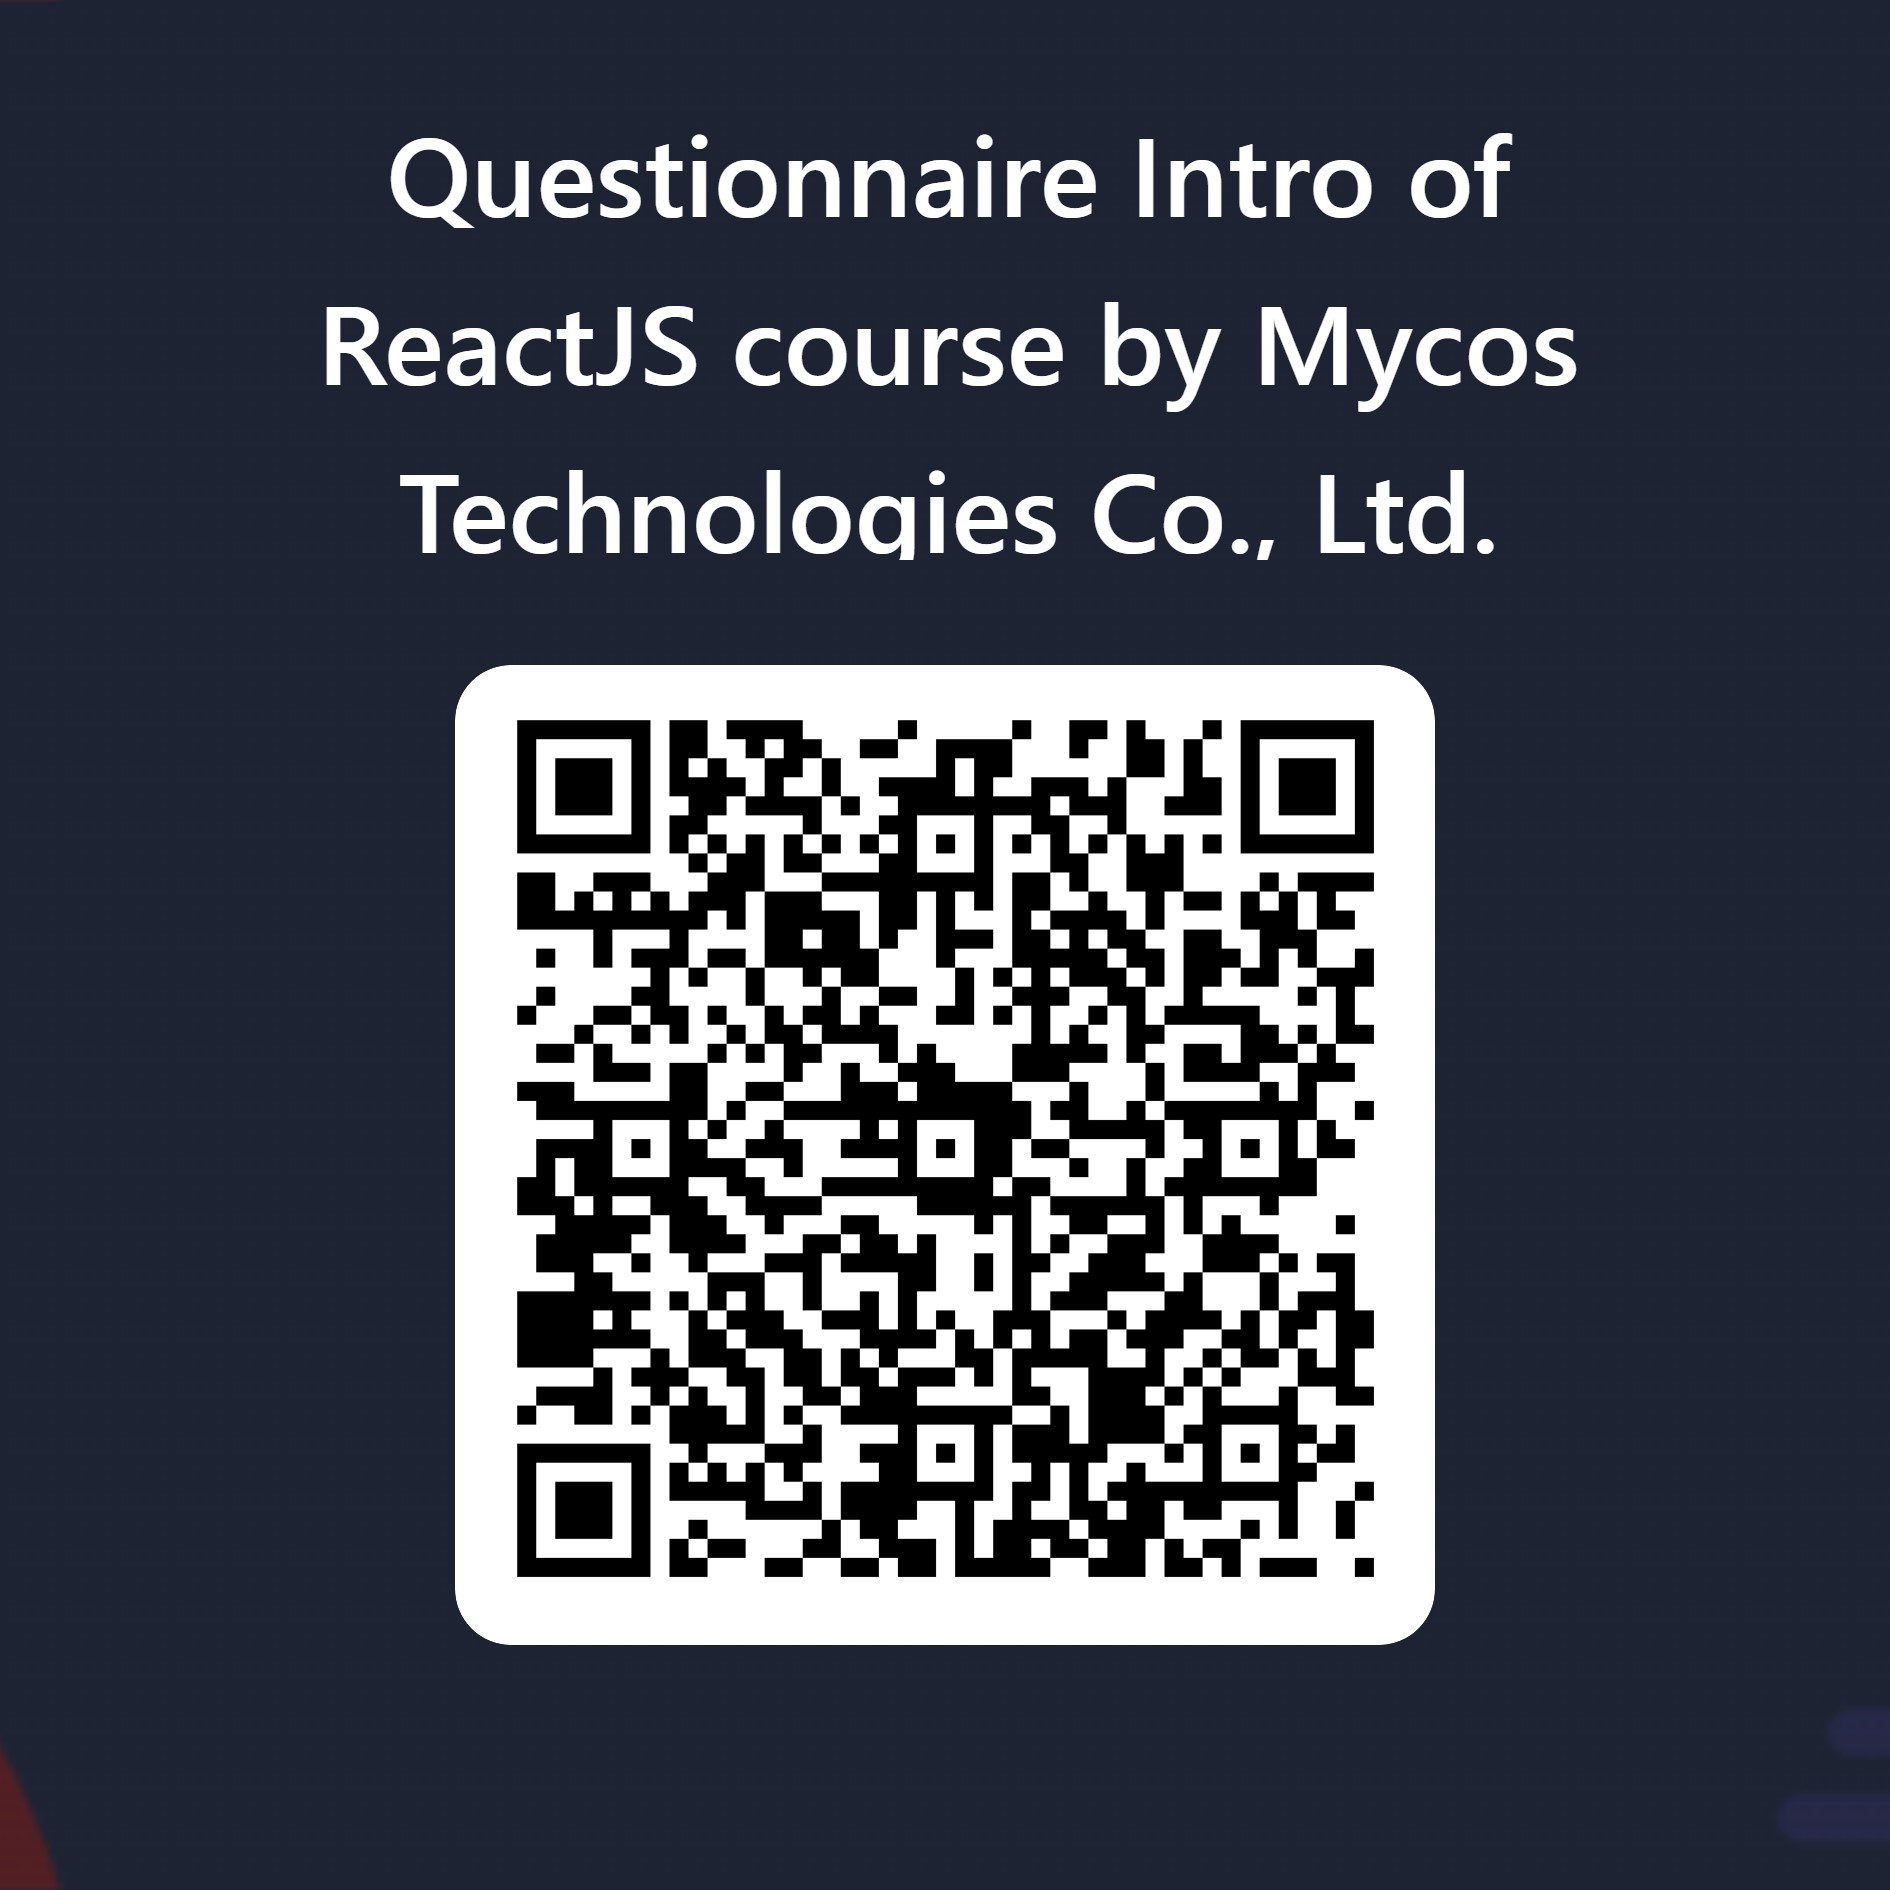 Questionnaire Intro of
ReactJS course by Mycos
Technologies Co., Ltd.